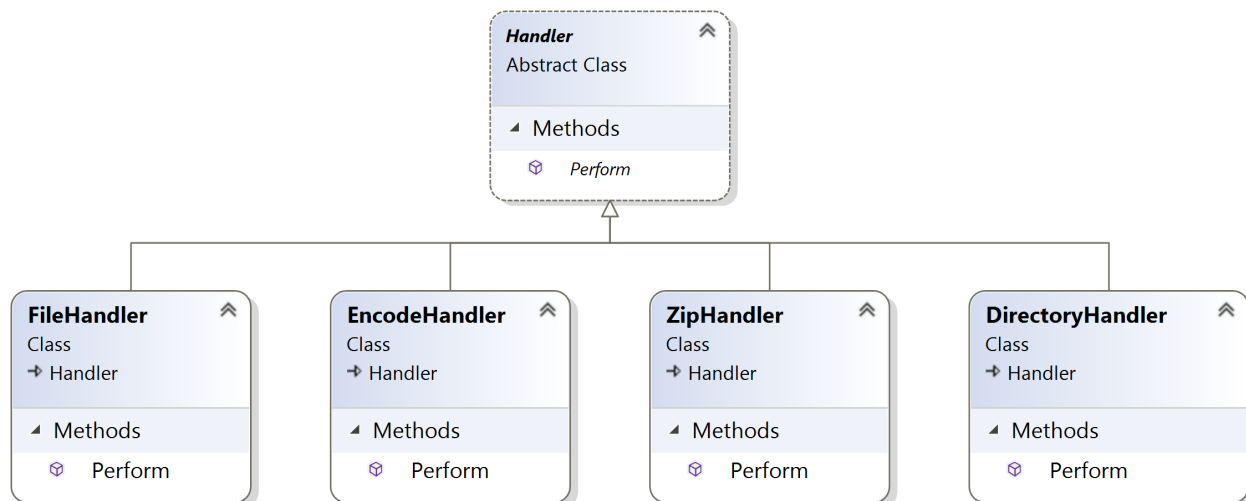 Handler
Abstract Class
Methods
Perform
FileHandler
Class
Handler
Methods
Perform
EncodeHandler
Class
Handler
Methods
Perform
ZipHandler
Class
Handler
Methods
Perform
DirectoryHandler
Class
Handler
Methods
Perform